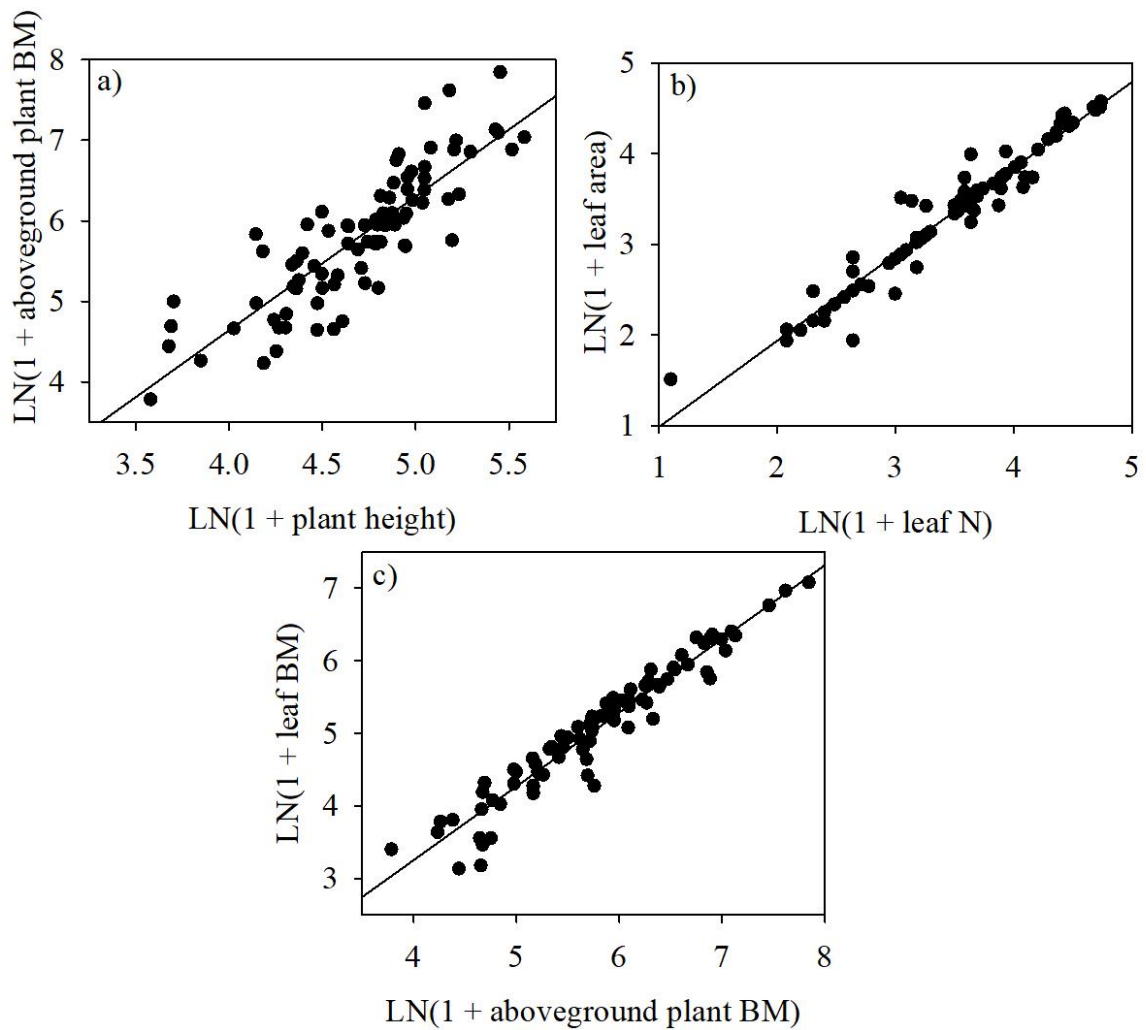 a)
LN(1 + aboveground plant BM)
8
7
6
5
4
3.5 4.0 4.5 5.0 5.5
LN(1 + plant height)
b)
LN(1 + leaf area)
5
4
3
2
1
1 2 3 4 5
LN(1 + leaf N)
c)
LN(1 + leaf BM)
7
6
5
4
3
4 5 6 7 8
LN(1 + aboveground plant BM)